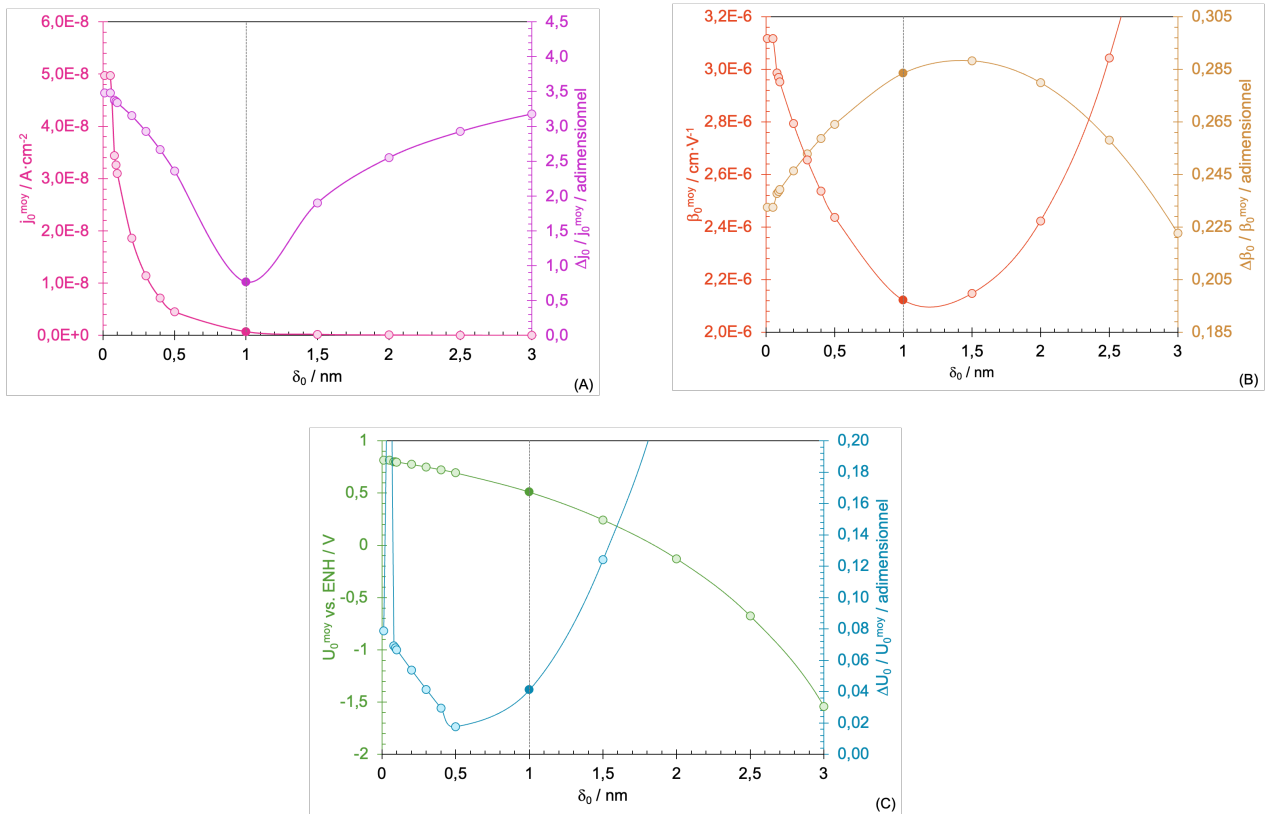 6,0E-8
5,0E-8
4,0E-8
3,0E-8
2,0E-8
1,0E-8
0,0E+0
j₀ᵐᵒʸ / A·cm⁻²
4,5
4,0
3,5
3,0
2,5
2,0
1,5
1,0
0,5
0,0
Δj₀ / j₀ᵐᵒʸ / adimensionnel
0 0,5 1 1,5 2 2,5 3
δ₀ / nm
(A)
3,2E-6
3,0E-6
2,8E-6
2,6E-6
2,4E-6
2,2E-6
2,0E-6
β₀ᵐᵒʸ / cm·V⁻¹
0,305
0,285
0,265
0,245
0,225
0,205
0,185
Δβ₀ / β₀ᵐᵒʸ / adimensionnel
0 0,5 1 1,5 2 2,5 3
δ₀ / nm
(B)
1
0,5
0
-0,5
-1
-1,5
-2
U₀ᵐᵒʸ vs. ENH / V
0,20
0,18
0,16
0,14
0,12
0,10
0,08
0,06
0,04
0,02
0,00
ΔU₀ / U₀ᵐᵒʸ / adimensionnel
0 0,5 1 1,5 2 2,5 3
δ₀ / nm
(C)